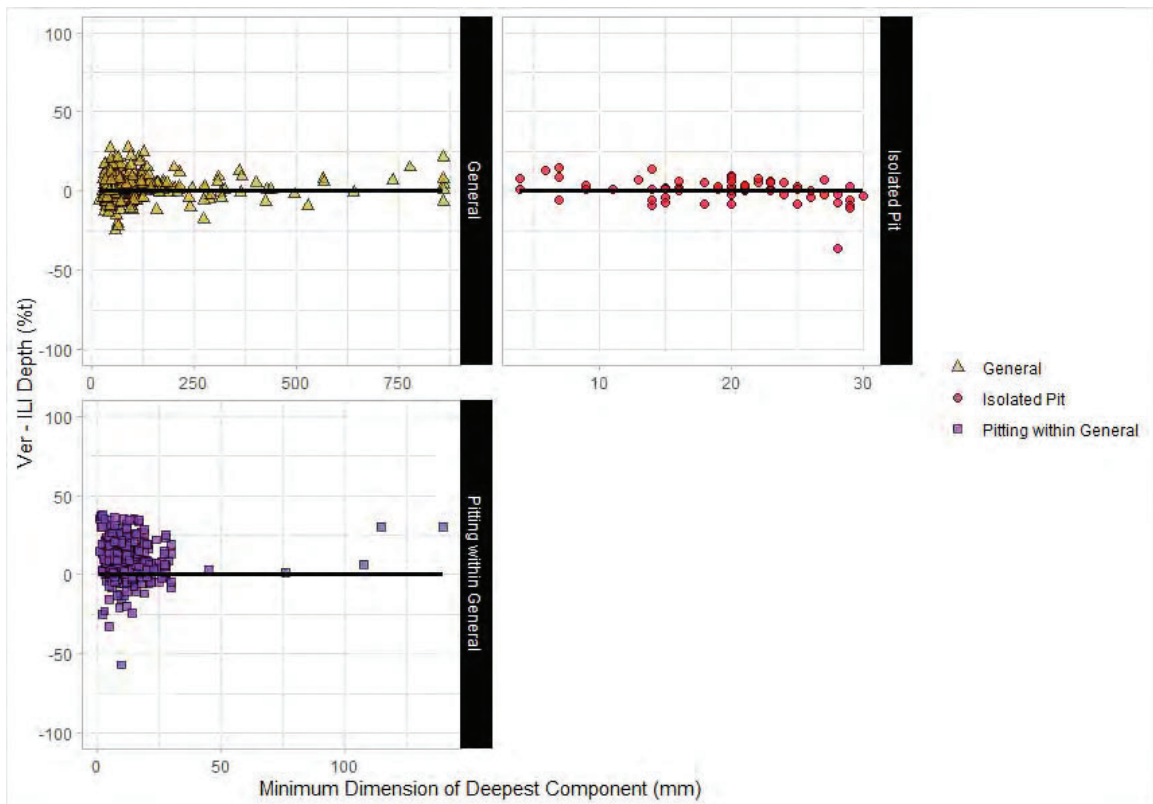 100
50
0
-50
-100
0
250
500
750
General
10
20
30
Isolated Pit
100
50
0
-50
-100
0
50
100
Pitting within General
Ver - ILI Depth (%t)
Minimum Dimension of Deepest Component (mm)
General
Isolated Pit
Pitting within General